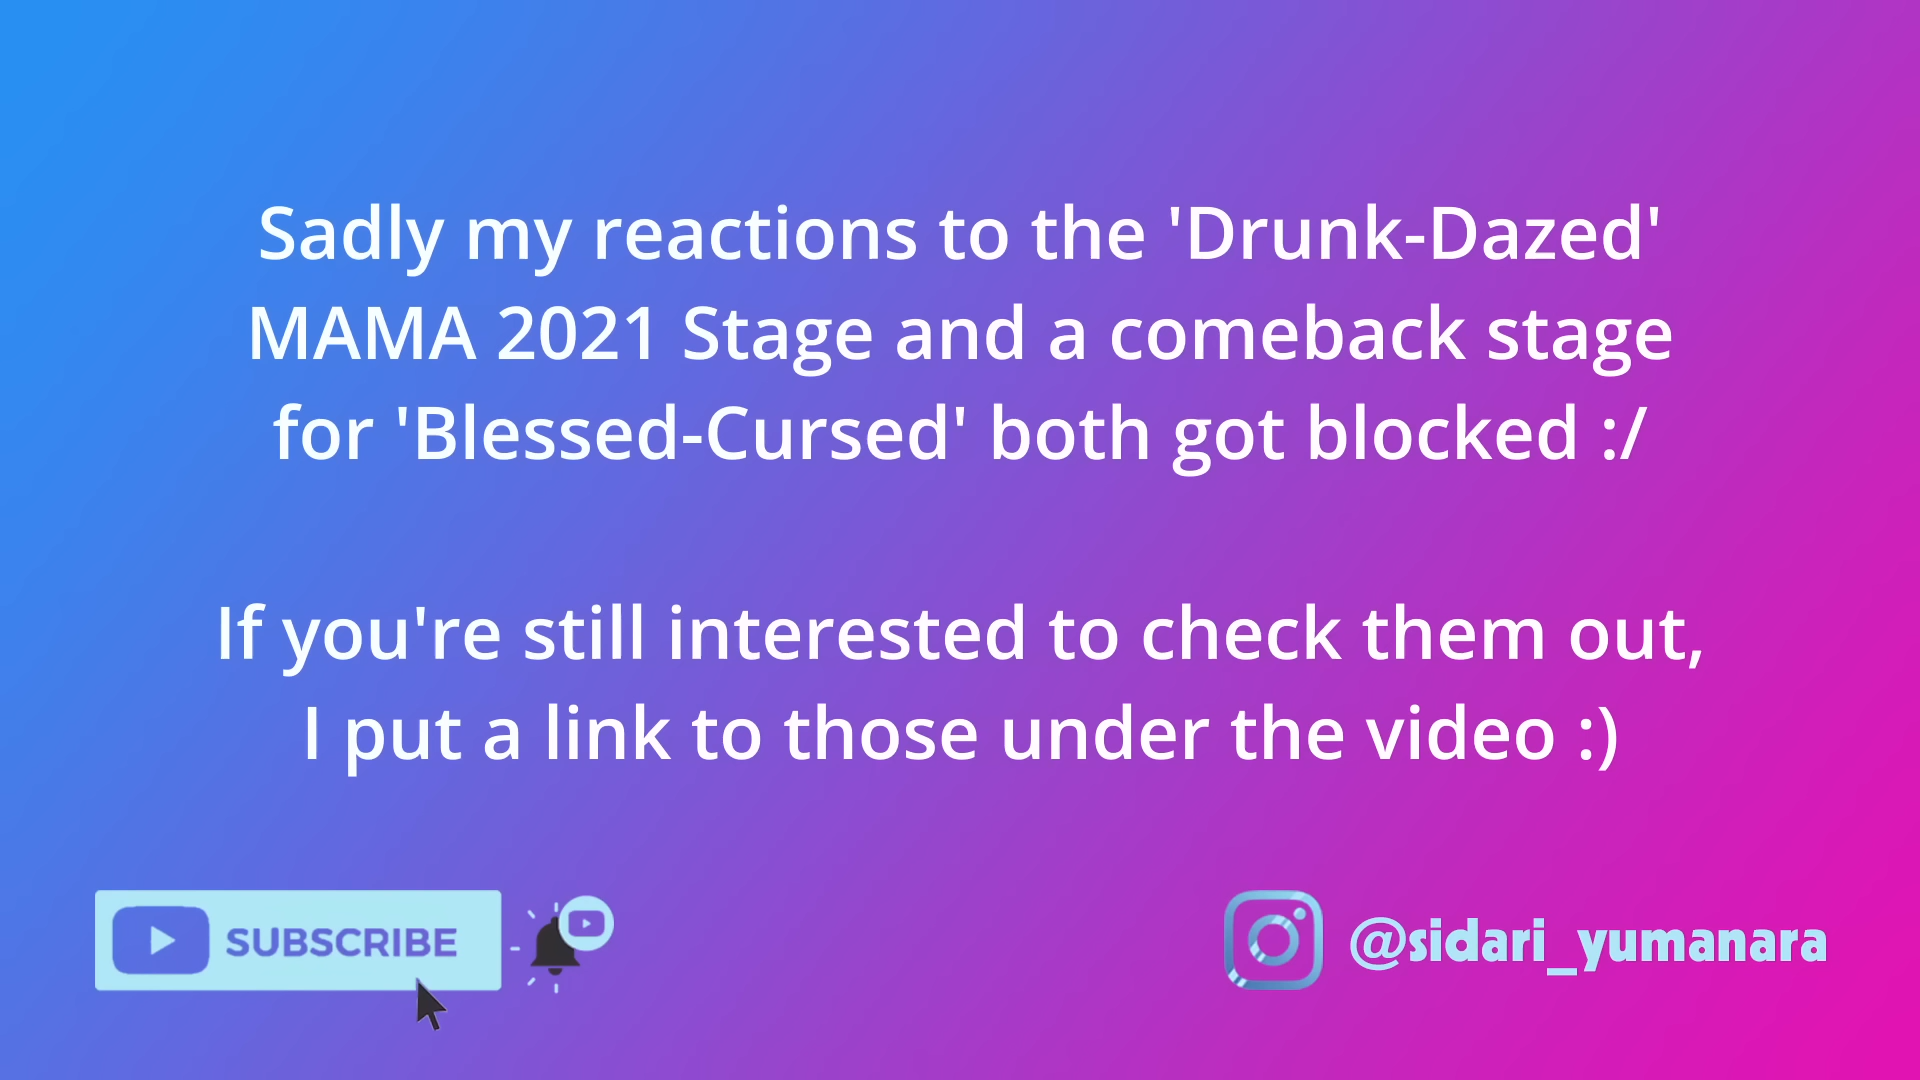 Sadly my reactions to the 'Drunk-Dazed'
MAMA 2021 Stage and a comeback stage
for 'Blessed-Cursed' both got blocked :/
If you're still interested to check them out,
I put a link to those under the video :)
SUBSCRIBE
@sidari_yumanara